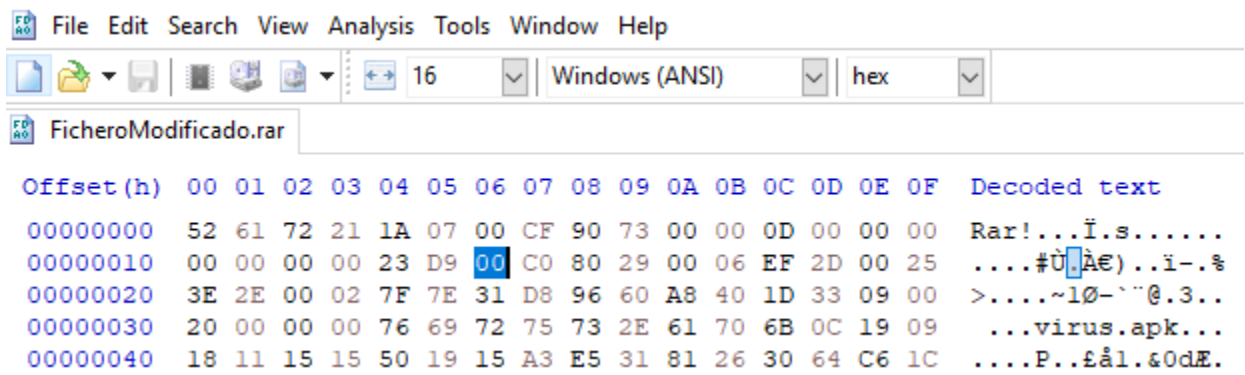 File Edit Search View Analysis Tools Window Help
16 Windows (ANSI) hex
FicheroModificado.rar
Offset(h) 00 01 02 03 04 05 06 07 08 09 0A 0B 0C 0D 0E 0F Decoded text
00000000 52 61 72 21 1A 07 00 CF 90 73 00 00 0D 00 00 00 Rar!...Ï.s......
00000010 00 00 00 00 23 D9 00 C0 80 29 00 06 EF 2D 00 25 ....#Ù.À€)..ï-.%
00000020 3E 2E 00 02 7F 7E 31 D8 96 60 A8 40 1D 33 09 00 >....~1Ø–`¨@.3..
00000030 20 00 00 00 76 69 72 75 73 2E 61 70 6B 0C 19 09 ...virus.apk...
00000040 18 11 15 15 50 19 15 A3 E5 31 81 26 30 64 C6 1C ....P..£å1.&0dÆ.